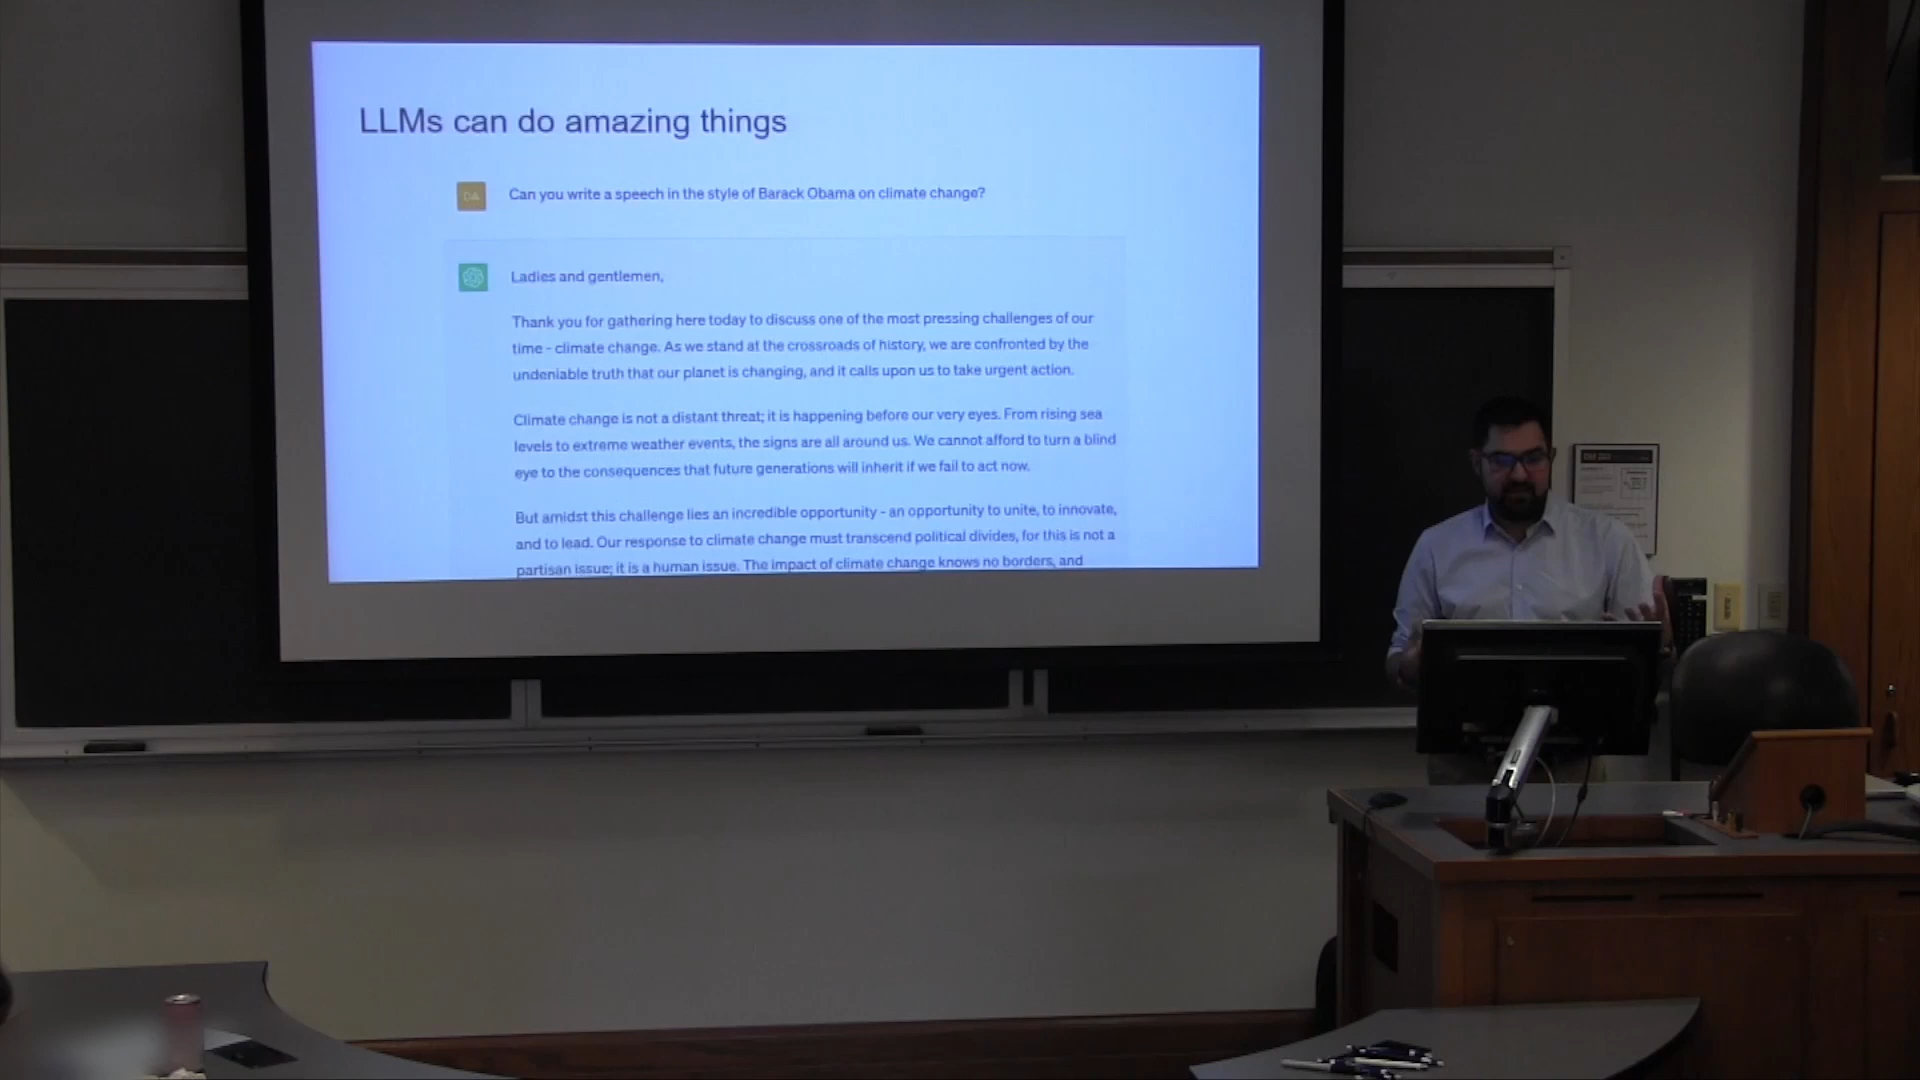 LLMs can do amazing things
DA
Can you write a speech in the style of Barack Obama on climate change?
Ladies and gentlemen,
Thank you for gathering here today to discuss one of the most pressing challenges of our
time - climate change. As we stand at the crossroads of history, we are confronted by the
undeniable truth that our planet is changing, and it calls upon us to take urgent action.
Climate change is not a distant threat; it is happening before our very eyes. From rising sea
levels to extreme weather events, the signs are all around us. We cannot afford to turn a blind
eye to the consequences that future generations will inherit if we fail to act now.
But amidst this challenge lies an incredible opportunity - an opportunity to unite, to innovate,
and to lead. Our response to climate change must transcend political divides, for this is not a
partisan issue; it is a human issue. The impact of climate change knows no borders, and